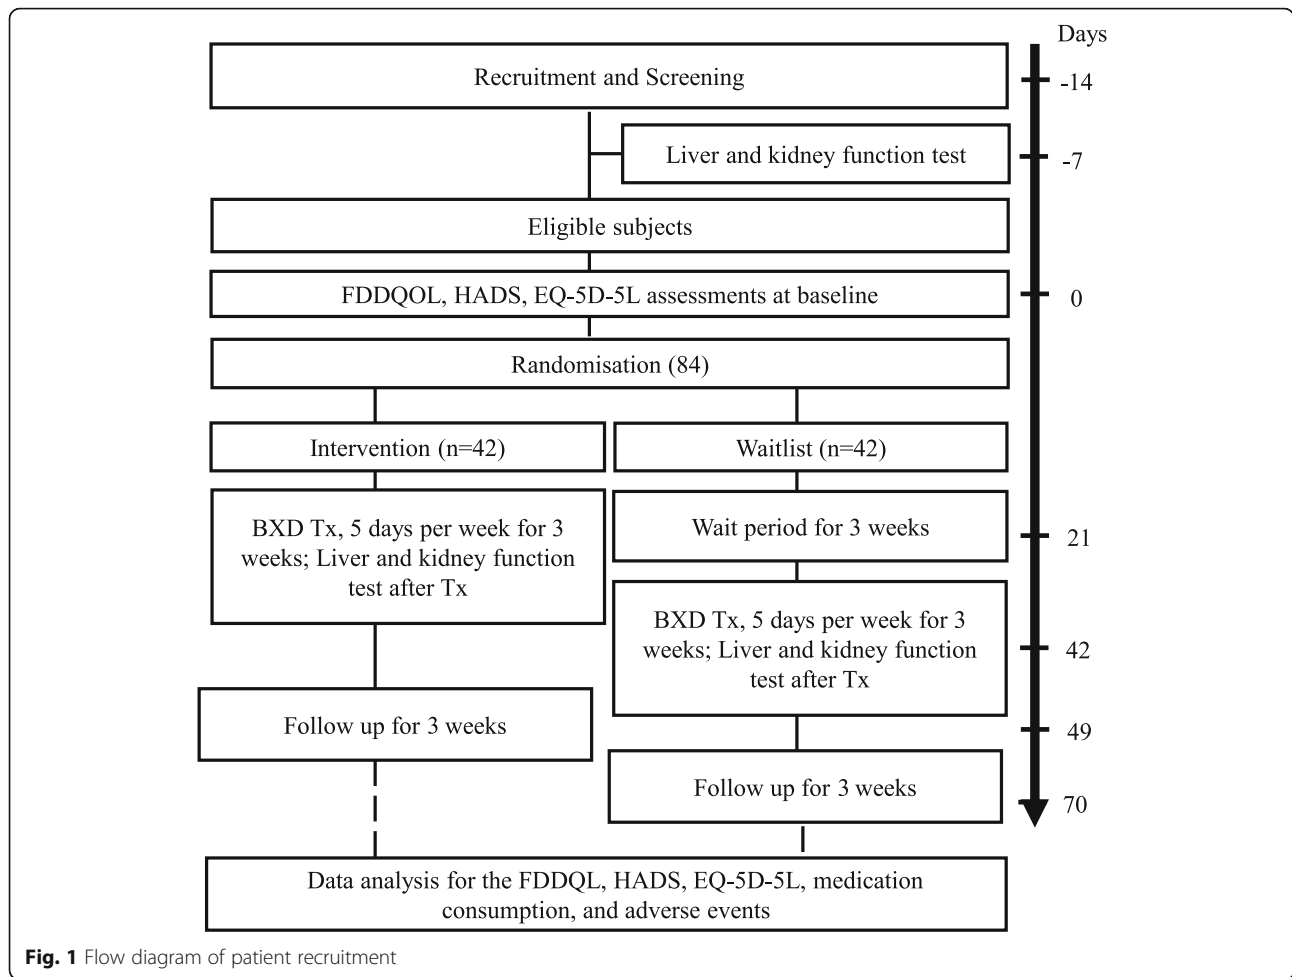 Days
Recruitment and Screening
-14
Liver and kidney function test
-7
Eligible subjects
FDDQOL, HADS, EQ-5D-5L assessments at baseline
0
Randomisation (84)
Intervention (n=42)
Waitlist (n=42)
BXD Tx, 5 days per week for 3
weeks; Liver and kidney function
test after Tx
Wait period for 3 weeks
21
BXD Tx, 5 days per week for 3
weeks; Liver and kidney function
test after Tx
42
Follow up for 3 weeks
49
Follow up for 3 weeks
70
Data analysis for the FDDQL, HADS, EQ-5D-5L, medication
consumption, and adverse events
Fig. 1 Flow diagram of patient recruitment